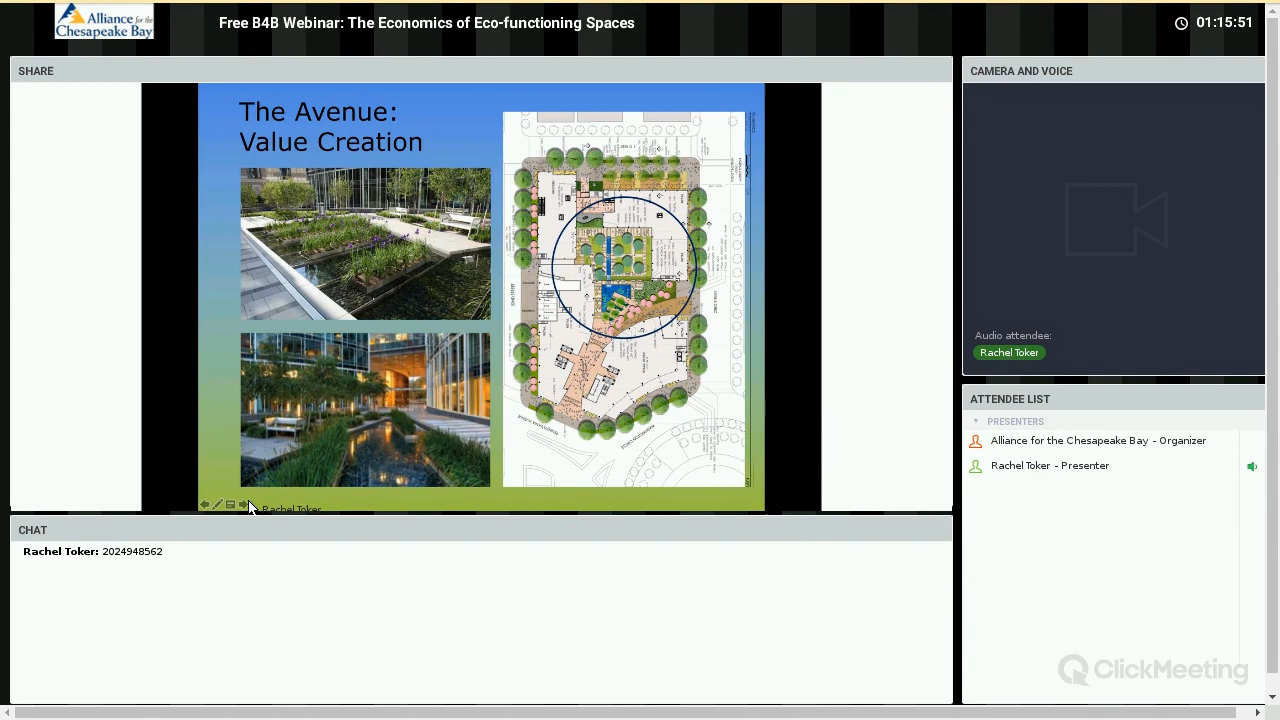 Alliance for the
Chesapeake Bay
Free B4B Webinar: The Economics of Eco-functioning Spaces
01:15:51
SHARE
The Avenue:
Value Creation
Rachel Toker
CAMERA AND VOICE
Audio attendee:
Rachel Toker
ATTENDEE LIST
PRESENTERS
Alliance for the Chesapeake Bay - Organizer
Rachel Toker - Presenter
CHAT
Rachel Toker: 2024948562
ClickMeeting